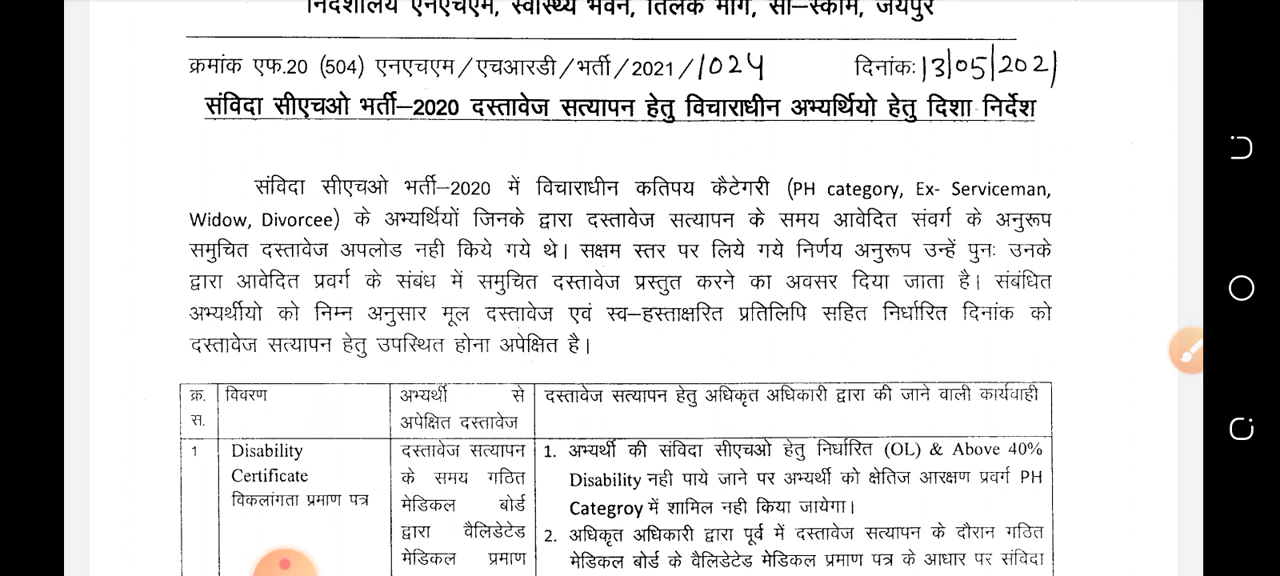 निदेशालय एनएचएम, स्वास्थ्य भवन, तिलक मार्ग, सी–स्कीम, जयपुर
क्रमांक एफ.20 (504) एनएचएम/एचआरडी/भर्ती/2021/1024 दिनांक: 13/05/2021
संविदा सीएचओ भर्ती–2020 दस्तावेज सत्यापन हेतु विचाराधीन अभ्यर्थियो हेतु दिशा निर्देश
संविदा सीएचओ भर्ती–2020 में विचाराधीन कतिपय कैटेगरी (PH category, Ex- Serviceman,
Widow, Divorcee) के अभ्यर्थियों जिनके द्वारा दस्तावेज सत्यापन के समय आवेदित संवर्ग के अनुरूप
समुचित दस्तावेज अपलोड नही किये गये थे। सक्षम स्तर पर लिये गये निर्णय अनुरूप उन्हें पुनः उनके
द्वारा आवेदित प्रवर्ग के संबंध में समुचित दस्तावेज प्रस्तुत करने का अवसर दिया जाता है। संबंधित
अभ्यर्थीयो को निम्न अनुसार मूल दस्तावेज एवं स्व–हस्ताक्षरित प्रतिलिपि सहित निर्धारित दिनांक को
दस्तावेज सत्यापन हेतु उपस्थित होना अपेक्षित है।
क्र. स.
विवरण
अभ्यर्थी से
अपेक्षित दस्तावेज
दस्तावेज सत्यापन हेतु अधिकृत अधिकारी द्वारा की जाने वाली कार्यवाही
1
Disability
Certificate
विकलांगता प्रमाण पत्र
दस्तावेज सत्यापन
के समय गठित
मेडिकल बोर्ड
द्वारा वैलिडेटेड
मेडिकल प्रमाण
1. अभ्यर्थी की संविदा सीएचओ हेतु निर्धारित (OL) & Above 40%
Disability नही पाये जाने पर अभ्यर्थी को क्षेतिज आरक्षण प्रवर्ग PH
Categroy में शामिल नही किया जायेगा।
2. अधिकृत अधिकारी द्वारा पूर्व में दस्तावेज सत्यापन के दौरान गठित
मेडिकल बोर्ड के वैलिडेटेड मेडिकल प्रमाण पत्र के आधार पर संविदा